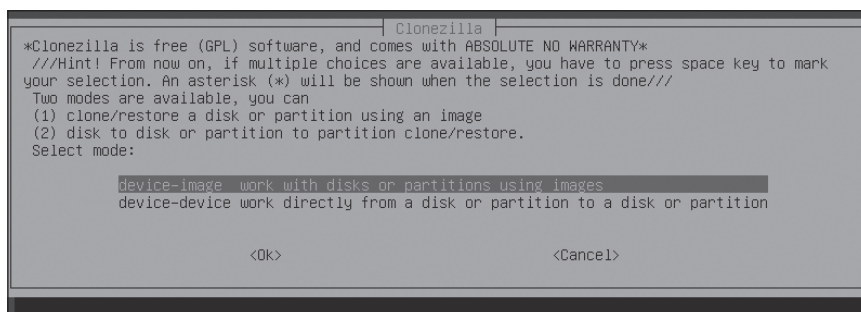 Clonezilla
*Clonezilla is free (GPL) software, and comes with ABSOLUTE NO WARRANTY*
///Hint! From now on, if multiple choices are available, you have to press space key to mark
your selection. An asterisk (*) will be shown when the selection is done///
Two modes are available, you can
(1) clone/restore a disk or partition using an image
(2) disk to disk or partition to partition clone/restore.
Select mode:
device-image work with disks or partitions using images
device-device work directly from a disk or partition to a disk or partition
<Ok> <Cancel>